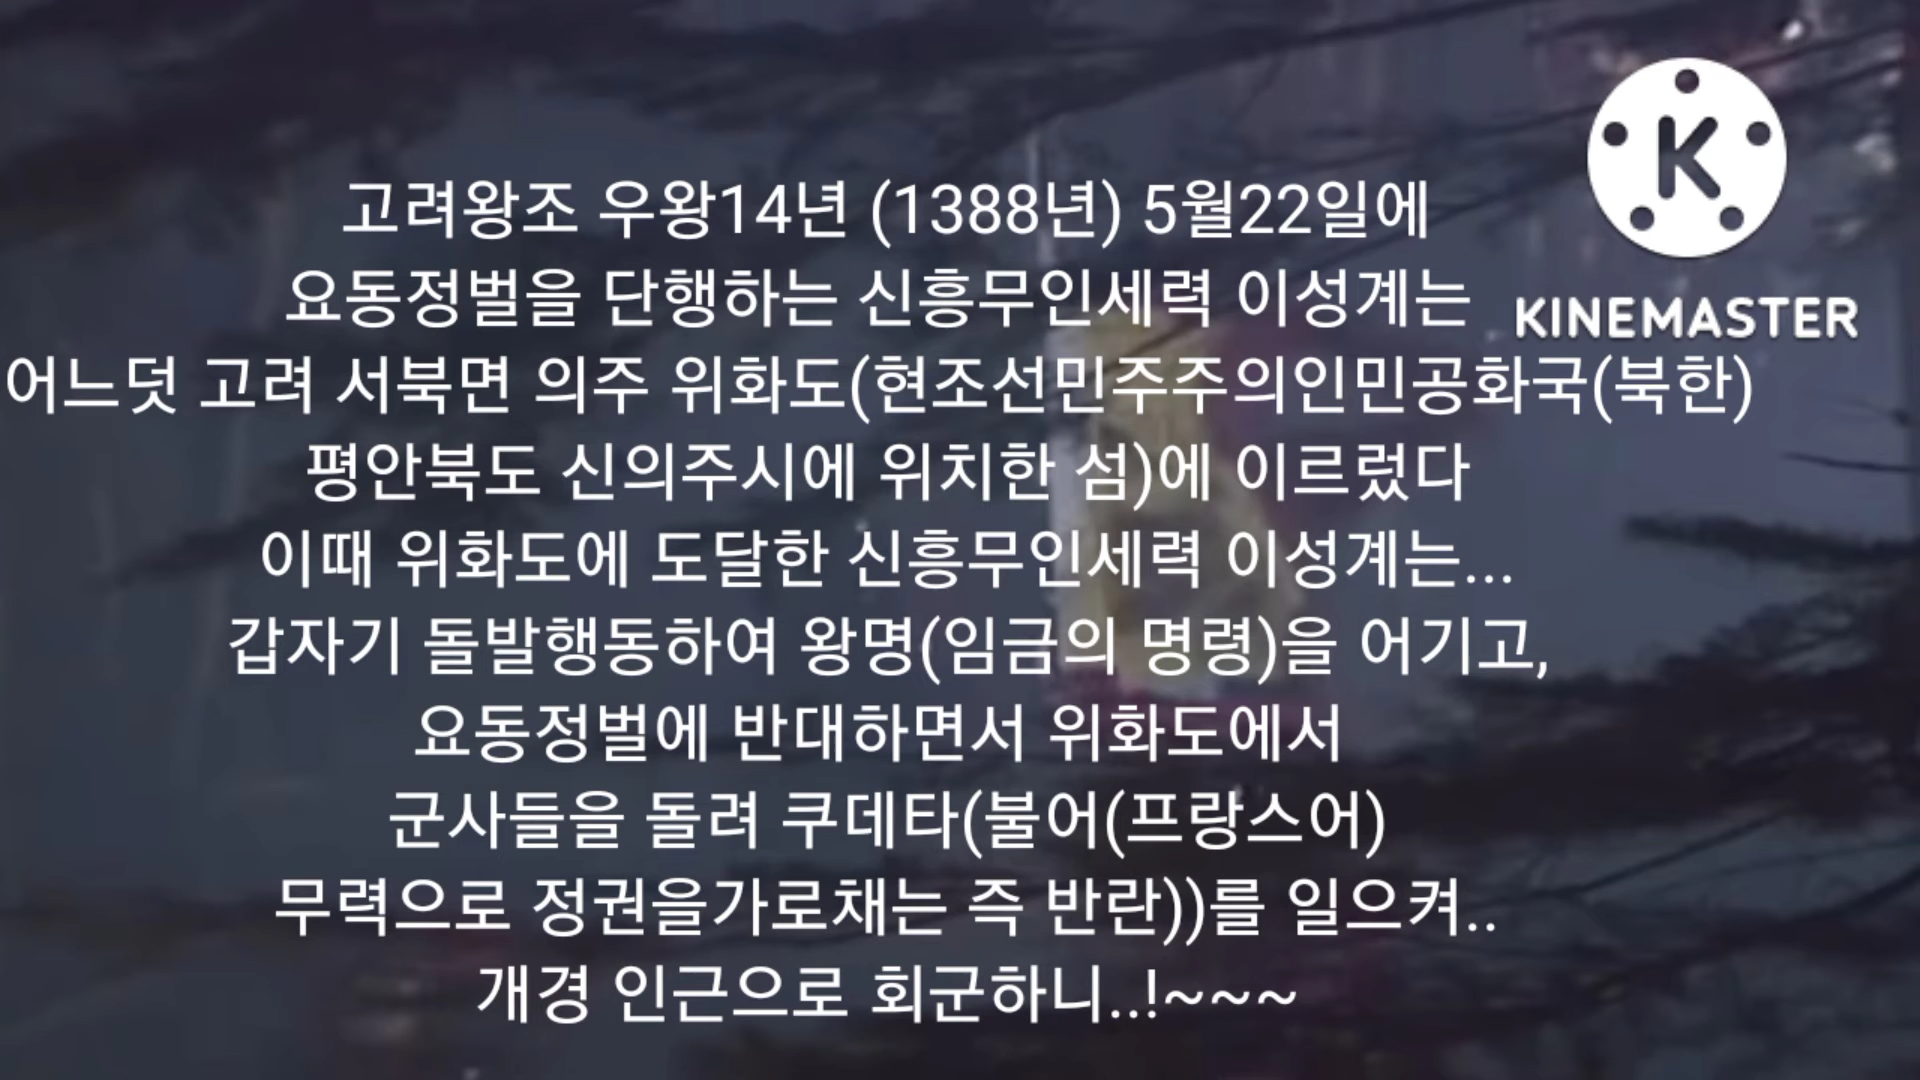 고려왕조 우왕14년 (1388년) 5월22일에
요동정벌을 단행하는 신흥무인세력 이성계는
어느덧 고려 서북면 의주 위화도(현조선민주주의인민공화국(북한)
평안북도 신의주시에 위치한 섬)에 이르렀다
이때 위화도에 도달한 신흥무인세력 이성계는...
갑자기 돌발행동하여 왕명(임금의 명령)을 어기고,
요동정벌에 반대하면서 위화도에서
군사들을 돌려 쿠데타(불어(프랑스어)
무력으로 정권을가로채는 즉 반란))를 일으켜..
개경 인근으로 회군하니..!~~~
K
KINEMASTER